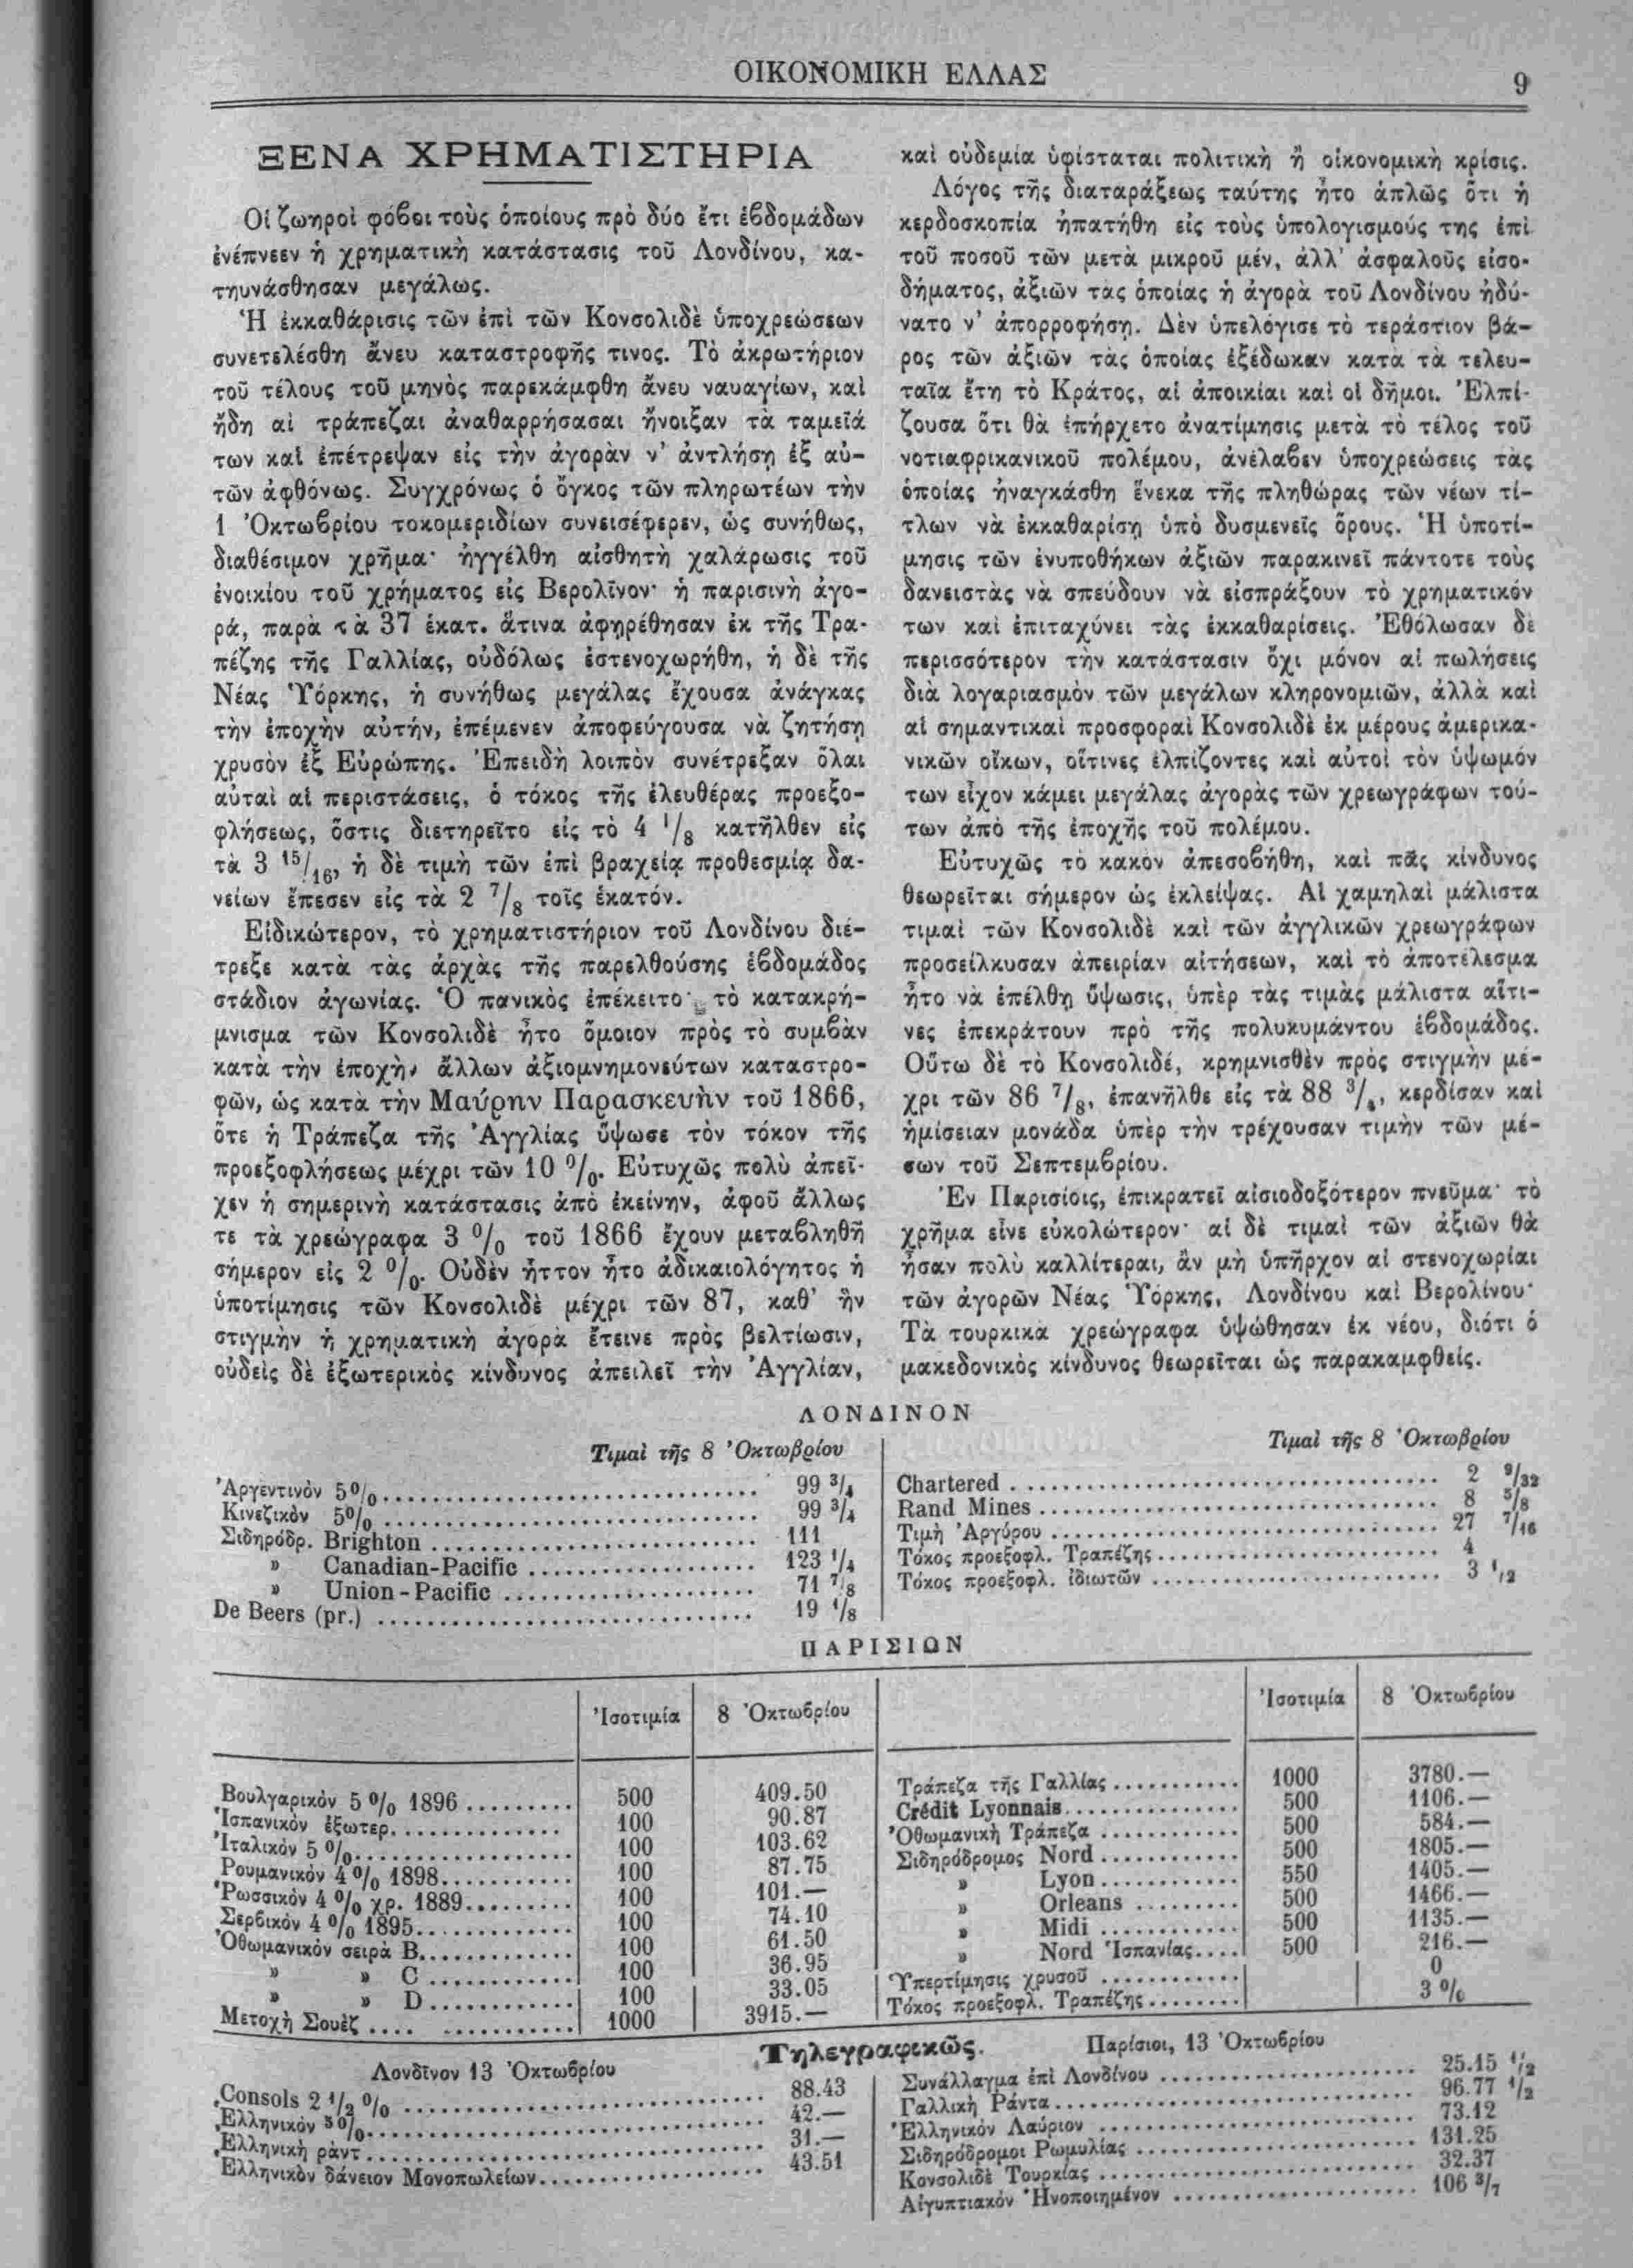 ΟΙΚΟΝΟΜΙΚΗ ΕΛΛΑΣ
9
ΞΕΝΑ ΧΡΗΜΑΤΙΣΤΗΡΙΑ
Οἱ ζωηροὶ φόβοι τοὺς ὁποίους πρὸ δύο ἔτι ἑβδομάδων
ἐνέπνεεν ἡ χρηματικὴ κατάστασις τοῦ Λονδίνου, κα-
τηυνάσθησαν μεγάλως.
Ἡ ἐκκαθάρισις τῶν ἐπὶ τῶν Κονσολιδὲ ὑποχρεώσεων
συνετελέσθη ἄνευ καταστροφῆς τινος. Τὸ ἀκρωτήριον
τοῦ τέλους τοῦ μηνὸς παρεκάμφθη ἄνευ ναυαγίων, καὶ
ἤδη αἱ τράπεζαι ἀναθαρρήσασαι ἤνοιξαν τὰ ταμεῖά
των καὶ ἐπέτρεψαν εἰς τὴν ἀγορὰν ν' ἀντλήσῃ ἐξ αὐ-
τῶν ἀφθόνως. Συγχρόνως ὁ ὄγκος τῶν πληρωτέων τὴν
1 Ὀκτωβρίου τοκομεριδίων συνεισέφερεν, ὡς συνήθως,
διαθέσιμον χρῆμα· ἠγγέλθη αἰσθητὴ χαλάρωσις τοῦ
ἐνοικίου τοῦ χρήματος εἰς Βερολῖνον· ἡ παρισινὴ ἀγο-
ρά, παρὰ τὰ 37 ἑκατ. ἅτινα ἀφῃρέθησαν ἐκ τῆς Τρα-
πέζης τῆς Γαλλίας, οὐδόλως ἐστενοχωρήθη, ἡ δὲ τῆς
Νέας Ὑόρκης, ἡ συνήθως μεγάλας ἔχουσα ἀνάγκας
τὴν ἐποχὴν αὐτήν, ἐπέμενεν ἀποφεύγουσα νὰ ζητήσῃ
χρυσὸν ἐξ Εὐρώπης. Ἐπειδὴ λοιπὸν συνέτρεξαν ὅλαι
αὐταὶ αἱ περιστάσεις, ὁ τόκος τῆς ἐλευθέρας προεξο-
φλήσεως, ὅστις διετηρεῖτο εἰς τὸ 4 1/8 κατῆλθεν εἰς
τὰ 3 15/16, ἡ δὲ τιμὴ τῶν ἐπὶ βραχείᾳ προθεσμίᾳ δα-
νείων ἔπεσεν εἰς τὰ 2 7/8 τοῖς ἑκατόν.
Εἰδικώτερον, τὸ χρηματιστήριον τοῦ Λονδίνου διέ-
τρεξε κατὰ τὰς ἀρχὰς τῆς παρελθούσης ἑβδομάδος
στάδιον ἀγωνίας. Ὁ πανικὸς ἐπέκειτο· τὸ κατακρή-
μνισμα τῶν Κονσολιδὲ ἦτο ὅμοιον πρὸς τὸ συμβὰν
κατὰ τὴν ἐποχὴν ἄλλων ἀξιομνημονεύτων καταστρο-
φῶν, ὡς κατὰ τὴν Μαύρην Παρασκευὴν τοῦ 1866,
ὅτε ἡ Τράπεζα τῆς Ἀγγλίας ὕψωσε τὸν τόκον τῆς
προεξοφλήσεως μέχρι τῶν 10 0/0. Εὐτυχῶς πολὺ ἀπεῖ-
χεν ἡ σημερινὴ κατάστασις ἀπὸ ἐκείνην, ἀφοῦ ἄλλως
τε τὰ χρεώγραφα 3 0/0 τοῦ 1866 ἔχουν μεταβληθῆ
σήμερον εἰς 2 0/0. Οὐδὲν ἧττον ἦτο ἀδικαιολόγητος ἡ
ὑποτίμησις τῶν Κονσολιδὲ μέχρι τῶν 87, καθ' ἣν
στιγμὴν ἡ χρηματικὴ ἀγορὰ ἔτεινε πρὸς βελτίωσιν,
οὐδεὶς δὲ ἐξωτερικὸς κίνδυνος ἀπειλεῖ τὴν Ἀγγλίαν,
καὶ οὐδεμία ὑφίσταται πολιτικὴ ἢ οἰκονομικὴ κρίσις.
Λόγος τῆς διαταράξεως ταύτης ἦτο ἁπλῶς ὅτι ἡ
κερδοσκοπία ἠπατήθη εἰς τοὺς ὑπολογισμούς της ἐπὶ
τοῦ ποσοῦ τῶν μετὰ μικροῦ μέν, ἀλλ' ἀσφαλοῦς εἰσο-
δήματος, ἀξιῶν τὰς ὁποίας ἡ ἀγορὰ τοῦ Λονδίνου ἠδύ-
νατο ν' ἀπορροφήσῃ. Δὲν ὑπελόγισε τὸ τεράστιον βά-
ρος τῶν ἀξιῶν τὰς ὁποίας ἐξέδωκαν κατὰ τὰ τελευ-
ταῖα ἔτη τὸ Κράτος, αἱ ἀποικίαι καὶ οἱ δῆμοι. Ἐλπί-
ζουσα ὅτι θὰ ἐπήρχετο ἀνατίμησις μετὰ τὸ τέλος τοῦ
νοτιαφρικανικοῦ πολέμου, ἀνέλαβεν ὑποχρεώσεις τὰς
ὁποίας ἠναγκάσθη ἕνεκα τῆς πληθώρας τῶν νέων τί-
τλων νὰ ἐκκαθαρίσῃ ὑπὸ δυσμενεῖς ὅρους. Ἡ ὑποτί-
μησις τῶν ἐνυποθήκων ἀξιῶν παρακινεῖ πάντοτε τοὺς
δανειστὰς νὰ σπεύδουν νὰ εἰσπράξουν τὸ χρηματικόν
των καὶ ἐπιταχύνει τὰς ἐκκαθαρίσεις. Ἐθόλωσαν δὲ
περισσότερον τὴν κατάστασιν ὄχι μόνον αἱ πωλήσεις
διὰ λογαριασμὸν τῶν μεγάλων κληρονομιῶν, ἀλλὰ καὶ
αἱ σημαντικαὶ προσφοραὶ Κονσολιδὲ ἐκ μέρους ἀμερικα-
νικῶν οἴκων, οἵτινες ἐλπίζοντες καὶ αὐτοὶ τὸν ὑψωμόν
των εἶχον κάμει μεγάλας ἀγορὰς τῶν χρεωγράφων τού-
των ἀπὸ τῆς ἐποχῆς τοῦ πολέμου.
Εὐτυχῶς τὸ κακὸν ἀπεσοβήθη, καὶ πᾶς κίνδυνος
θεωρεῖται σήμερον ὡς ἐκλείψας. Αἱ χαμηλαὶ μάλιστα
τιμαὶ τῶν Κονσολιδὲ καὶ τῶν ἀγγλικῶν χρεωγράφων
προσείλκυσαν ἀπειρίαν αἰτήσεων, καὶ τὸ ἀποτέλεσμα
ἦτο νὰ ἐπέλθῃ ὕψωσις, ὑπὲρ τὰς τιμὰς μάλιστα αἵτι-
νες ἐπεκράτουν πρὸ τῆς πολυκυμάντου ἑβδομάδος.
Οὕτω δὲ τὸ Κονσολιδέ, κρημνισθὲν πρὸς στιγμὴν μέ-
χρι τῶν 86 7/8, ἐπανῆλθε εἰς τὰ 88 3/4, κερδίσαν καὶ
ἡμίσειαν μονάδα ὑπὲρ τὴν τρέχουσαν τιμὴν τῶν μέ-
σων τοῦ Σεπτεμβρίου.
Ἐν Παρισίοις, ἐπικρατεῖ αἰσιοδοξότερον πνεῦμα· τὸ
χρῆμα εἶνε εὐκολώτερον· αἱ δὲ τιμαὶ τῶν ἀξιῶν θὰ
ἦσαν πολὺ καλλίτεραι, ἂν μὴ ὑπῆρχον αἱ στενοχωρίαι
τῶν ἀγορῶν Νέας Ὑόρκης, Λονδίνου καὶ Βερολίνου·
Τὰ τουρκικὰ χρεώγραφα ὑψώθησαν ἐκ νέου, διότι ὁ
μακεδονικὸς κίνδυνος θεωρεῖται ὡς παρακαμφθείς.
ΛΟΝΔΙΝΟΝ
Τιμαὶ τῆς 8 Ὀκτωβρίου
Ἀργεντινὸν 5 0/0 99 3/4
Κινεζικὸν 5 0/0 99 3/4
Σιδηρόδρ. Brighton 111
» Canadian-Pacific 123 1/4
» Union-Pacific 71 7/8
De Beers (pr.) 19 1/8
Τιμαὶ τῆς 8 Ὀκτωβρίου
Chartered 2 9/32
Rand Mines 8 5/8
Τιμὴ Ἀργύρου 27 7/16
Τόκος προεξοφλ. Τραπέζης 4
Τόκος προεξοφλ. ἰδιωτῶν 3 1/2
ΠΑΡΙΣΙΩΝ
Ἰσοτιμία 8 Ὀκτωβρίου
Βουλγαρικὸν 5 0/0 1896 500 409.50
Ἱσπανικὸν ἐξωτερ. 100 90.87
Ἰταλικὸν 5 0/0 100 103.62
Ρουμανικὸν 4 0/0 1898 100 87.75
Ῥωσσικὸν 4 0/0 χρ. 1889 100 101.—
Σερβικὸν 4 0/0 1895 100 74.10
Ὀθωμανικὸν σειρὰ B 100 61.50
» » C 100 36.95
» » D 100 33.05
Μετοχὴ Σουὲζ 1000 3915.—
Ἰσοτιμία 8 Ὀκτωβρίου
Τράπεζα τῆς Γαλλίας 1000 3780.—
Crédit Lyonnais 500 1106.—
Ὀθωμανικὴ Τράπεζα 500 584.—
Σιδηρόδρομος Nord 500 1805.—
» Lyon 550 1405.—
» Orleans 500 1466.—
» Midi 500 1135.—
» Nord Ἱσπανίας 500 216.—
Ὑπερτίμησις χρυσοῦ 0
Τόκος προεξοφλ. Τραπέζης 3 %
Τηλεγραφικῶς.
Λονδῖνον 13 Ὀκτωβρίου
Consols 2 1/2 0/0 88.43
Ἑλληνικὸν 5 0/0 42.—
Ἑλληνικὴ ρὰντ 31.—
Ἑλληνικὸν δάνειον Μονοπωλείων 43.51
Παρίσιοι, 13 Ὀκτωβρίου
Συνάλλαγμα ἐπὶ Λονδίνου 25.15 1/2
Γαλλικὴ Ράντα 96.77 1/2
Ἑλληνικὸν Λαύριον 73.12
Σιδηρόδρομοι Ρωμυλίας 131.25
Κονσολιδὲ Τουρκίας 32.37
Αἰγυπτιακὸν Ἡνοποιημένον 106 3/7